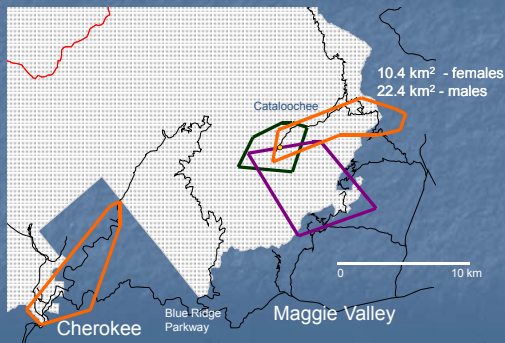 10.4 km² - females
22.4 km² - males
Cataloochee
0 10 km
Blue Ridge
Parkway
Maggie Valley
Cherokee